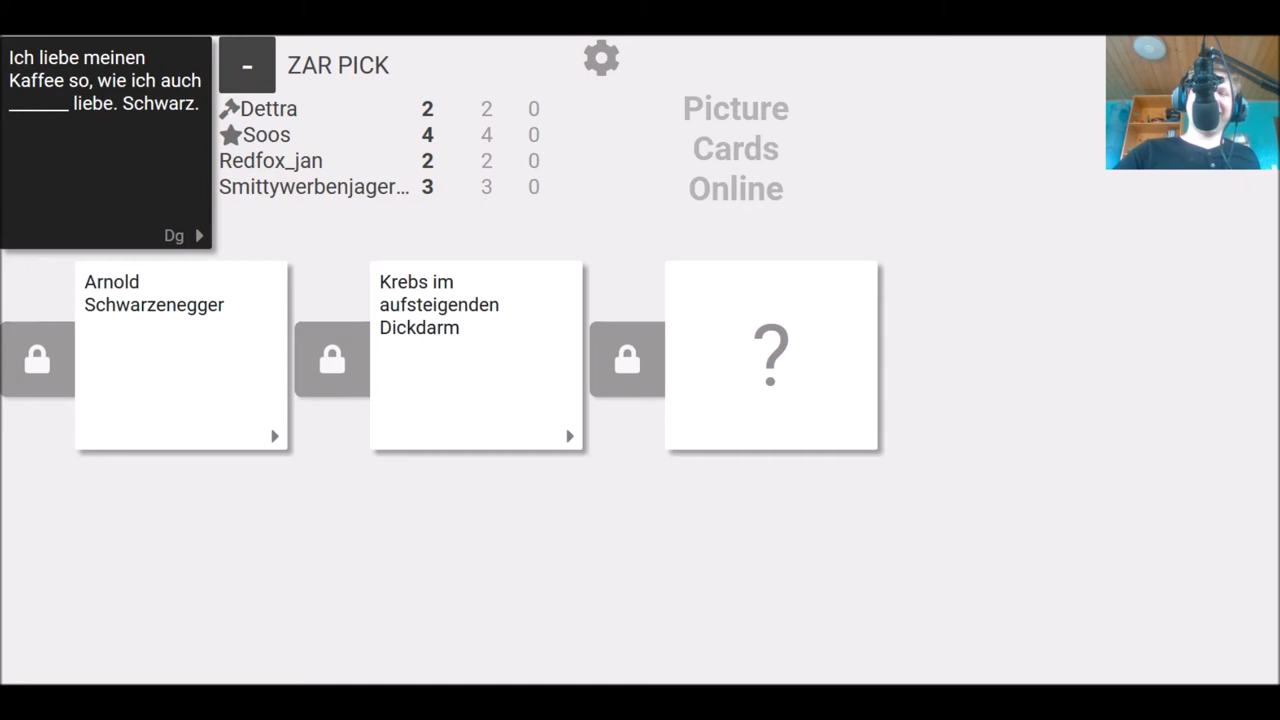 Ich liebe meinen
Kaffee so, wie ich auch
______ liebe. Schwarz.
Dg
-
ZAR PICK
Dettra 2 2 0
Soos 4 4 0
Redfox_jan 2 2 0
Smittywerbenjager... 3 3 0
Picture
Cards
Online
Arnold
Schwarzenegger
Krebs im
aufsteigenden
Dickdarm
?